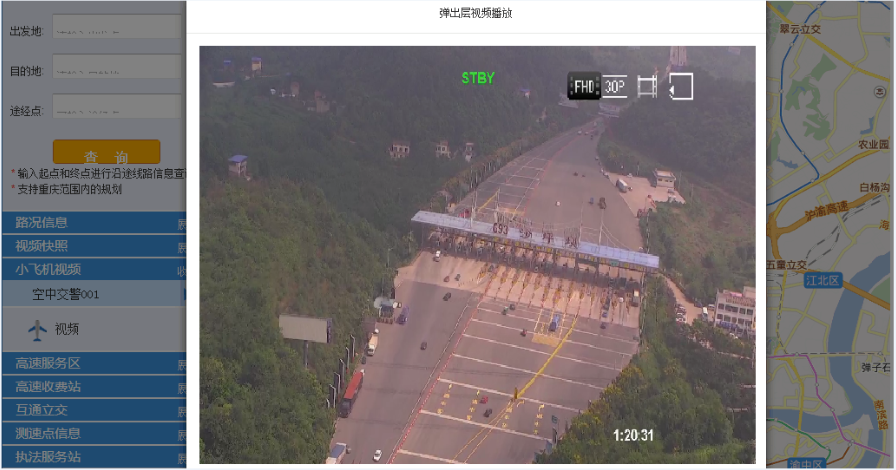 弹出层视频播放
出发地:
目的地:
途经点:
查 询
* 输入起点和终点进行沿途线路信息查
* 支持重庆范围内的规划
路况信息
视频快照
小飞机视频 收
空中交警001
视频
高速服务区
高速收费站
互通立交
测速点信息
执法服务站
STBY
FHD 30P
G93
1:20:31
翠云立交
农业园
白杨沟
沪渝高速
海
五童立交
江北区
弹子石
南滨路
渝中区